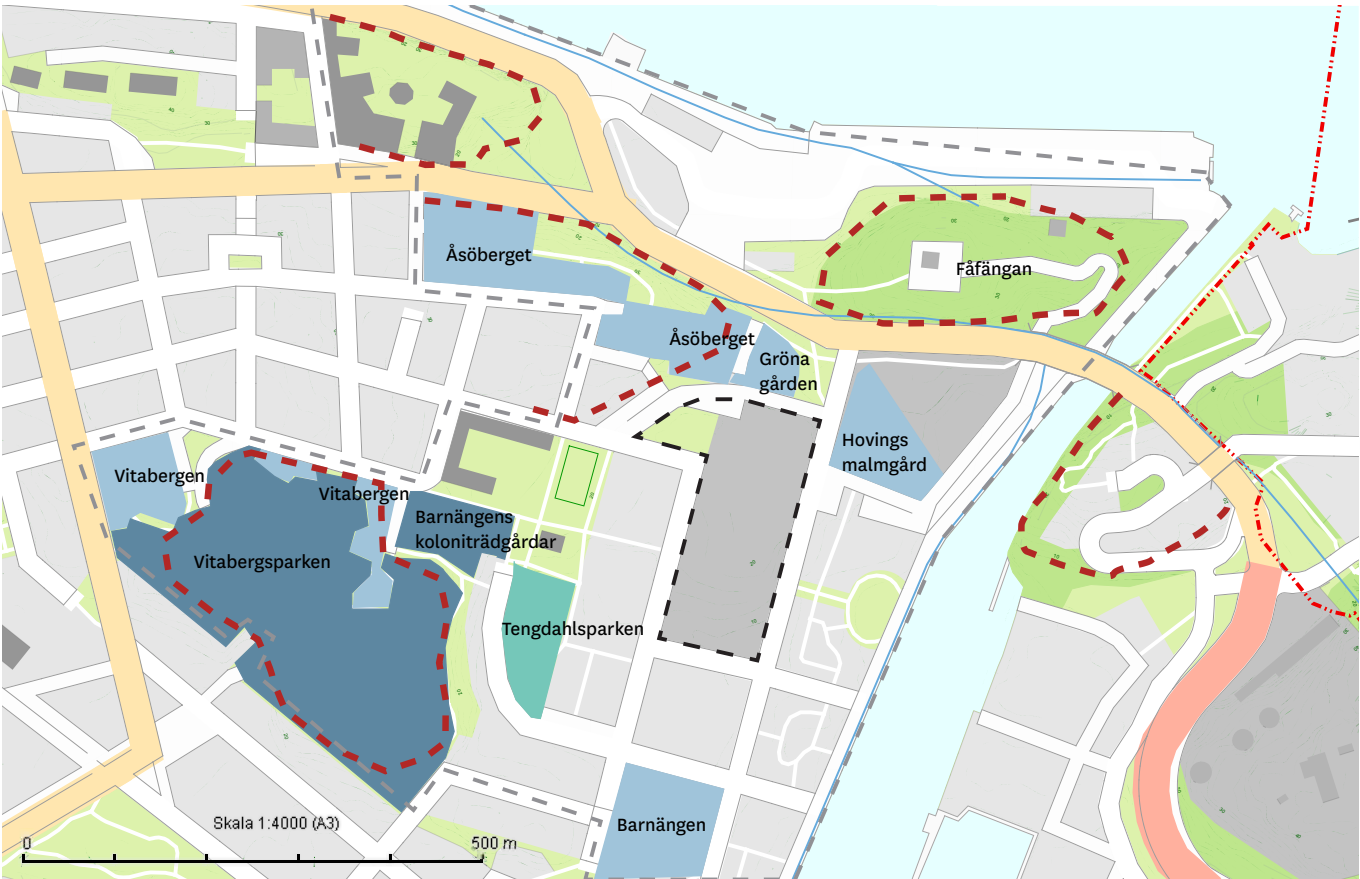 Åsöberget
Fåfängan
Åsöberget
Gröna
gården
Hovings
malmgård
Vitabergen
Vitabergen
Barnängens
koloniträdgårdar
Vitabergsparken
Tengdahlsparken
Barnängen
Skala 1:4000 (A3)
0
500 m